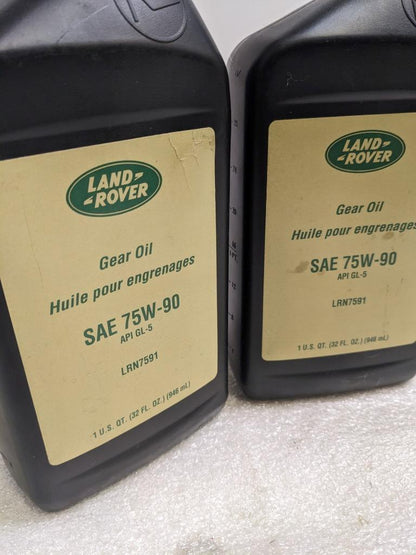 LAND-
-ROVER
Gear Oil
Huile pour engrenages
SAE 75W-90
API GL-5
LRN7591
1 U.S. QT. (32 FL. OZ.) (946 mL)
LAND-
-ROVER
Gear Oil
Huile pour engrenages
SAE 75W-90
API GL-5
LRN7591
1 U.S. QT. (32 FL. OZ.) (946 mL)